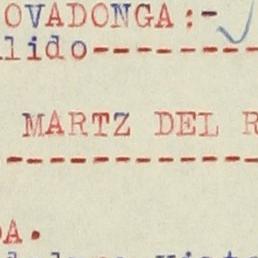 OVADONGA:-
lido--------
MARTZ DEL R
------------
A.